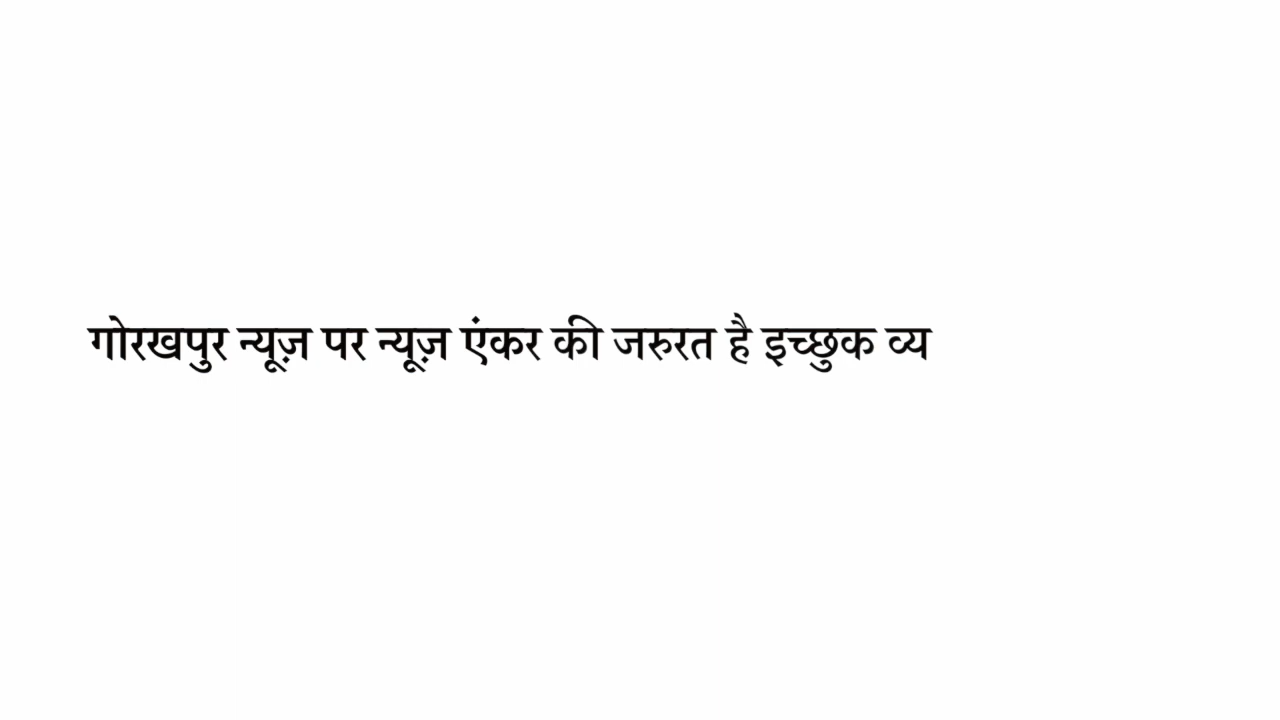 गोरखपुर न्यूज़ पर न्यूज़ एंकर की जरुरत है इच्छुक व्य